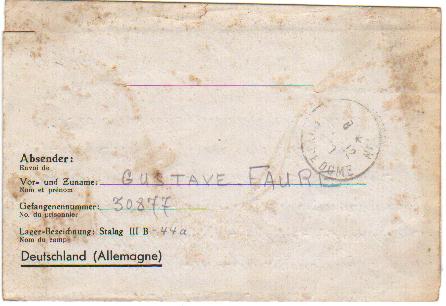 Absender:
Envoi de
Vor- und Zuname: GUSTAVE FAURE
Nom et prénom
Gefangenennummer: 50877
No. du prisonnier
Lager-Bezeichnung: Stalag III B -44a
Nom du camp
Deutschland (Allemagne)